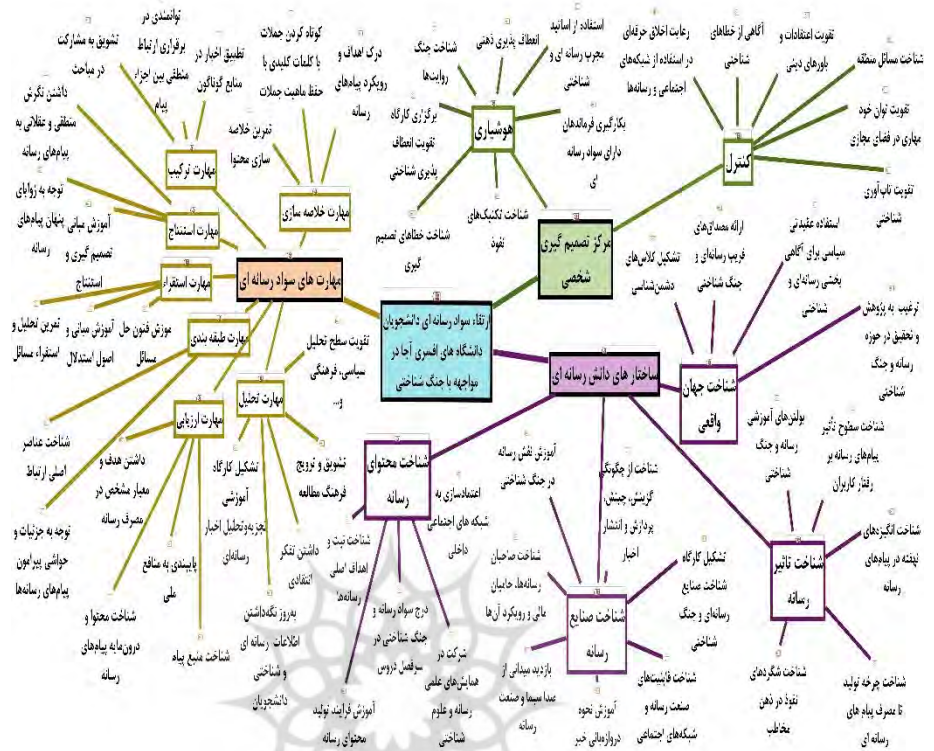 ارتقاء سواد رسانه ای دانشجویان
دانشگاه های افسری آجا در
مواجهه با جنگ شناختی
مهارت های سواد رسانه ای
مهارت خلاصه سازی
درک اهداف و
رویکرد پیام‌های
رسانه
کوتاه کردن جملات
با کلمات کلیدی با
حفظ ماهیت جملات
تمرین خلاصه
سازی محتوا
مهارت ترکیب
تطبیق اخبار در
منابع گوناگون
توانمندی در
برقراری ارتباط
منطقی بین اجزاء
پیام
تشویق به مشارکت
در مباحث
مهارت استنتاج
داشتن نگرش
منطقی و عقلانی به
پیام‌های رسانه
توجه به زوایای
پنهان پیام‌های
رسانه
آموزش مبانی
تصمیم گیری و
استنتاج
مهارت استقراء
تمرین تحلیل و
استقراء مسائل
آموزش مبانی و
اصول استدلال
موزش فنون حل
مسائل
مهارت طبقه بندی
شناخت عناصر
اصلی ارتباط
توجه به جزئیات و
حواشی پیرامون
پیام‌های رسانه‌ها
مهارت ارزیابی
داشتن هدف و
معیار مشخص در
مصرف رسانه
شناخت محتوا و
درون‌مایه پیام‌های
رسانه
پایبندی به منافع
ملی
شناخت منبع پیام
مهارت تحلیل
تقویت سطح تحلیل
سیاسی، فرهنگی
و...
تشکیل کارگاه
آموزشی
تجزیه‌وتحلیل اخبار
رسانه‌ای
به‌روز نگه‌داشتن
اطلاعات رسانه ای
و شناختی
دانشجویان
داشتن تفکر
انتقادی
تشویق و ترویج
فرهنگ مطالعه
مرکز تصمیم گیری
شخصی
هوشیاری
شناخت جنگ
روایت‌ها
انعطاف پذیری ذهنی
استفاده از اساتید
مجرب رسانه ای و
شناختی
بکارگیری فرماندهان
دارای سواد رسانه
ای
شناخت تکنیک‌های
نفوذ
شناخت خطاهای تصمیم
گیری
برگزاری کارگاه
تقویت انعطاف
پذیری شناختی
کنترل
رعایت اخلاق حرفه‌ای
در استفاده از شبکه‌های
اجتماعی و رسانه‌ها
آگاهی از خطاهای
شناختی
تقویت اعتقادات و
باورهای دینی
شناخت مسائل منطقه
تقویت توان خود
مهاری در فضای مجازی
تقویت تاب‌آوری
شناختی
ساختار های دانش رسانه ای
شناخت جهان
واقعی
تشکیل کلاس‌های
دشمن‌شناسی
ارائه مصداق‌های
فریب رسانه‌ای و
جنگ شناختی
استفاده عقیدتی
سیاسی برای آگاهی
بخشی رسانه‌ای و
شناختی
ترغیب به پژوهش
و تحقیق در حوزه
رسانه و جنگ
شناختی
شناخت تاثیر
رسانه
بولتن‌های آموزشی
رسانه و جنگ
شناختی
شناخت سطوح تأثیر
پیام‌های رسانه بر
رفتار کاربران
شناخت انگیزه‌های
نهفته در پیام‌های
رسانه
شناخت چرخه تولید
تا مصرف پیام های
رسانه ای
شناخت شگردهای
نفوذ در ذهن
مخاطب
شناخت صنایع
رسانه
آموزش نقش رسانه
در جنگ شناختی
شناخت از چگونگی
گزینش، چینش،
پردازش و انتشار
اخبار
تشکیل کارگاه
شناخت صنایع
رسانه‌ای و جنگ
شناختی
شناخت قابلیت‌های
صنعت رسانه و
شبکه‌های اجتماعی
آموزش نحوه
دروازه‌بانی خبر
بازدید میدانی از
صدا سیما و صنعت
رسانه
شناخت صاحبان
رسانه‌ها، حامیان
مالی و رویکرد آن‌ها
شناخت محتوای
رسانه
اعتمادسازی به
شبکه های اجتماعی
داخلی
شناخت نیت و
اهداف اصلی
رسانه‌ها
درج سواد رسانه و
جنگ شناختی در
سرفصل دروس
شرکت در
همایش‌های علمی
رسانه و علوم
شناختی
آموزش فرایند تولید
محتوای رسانه